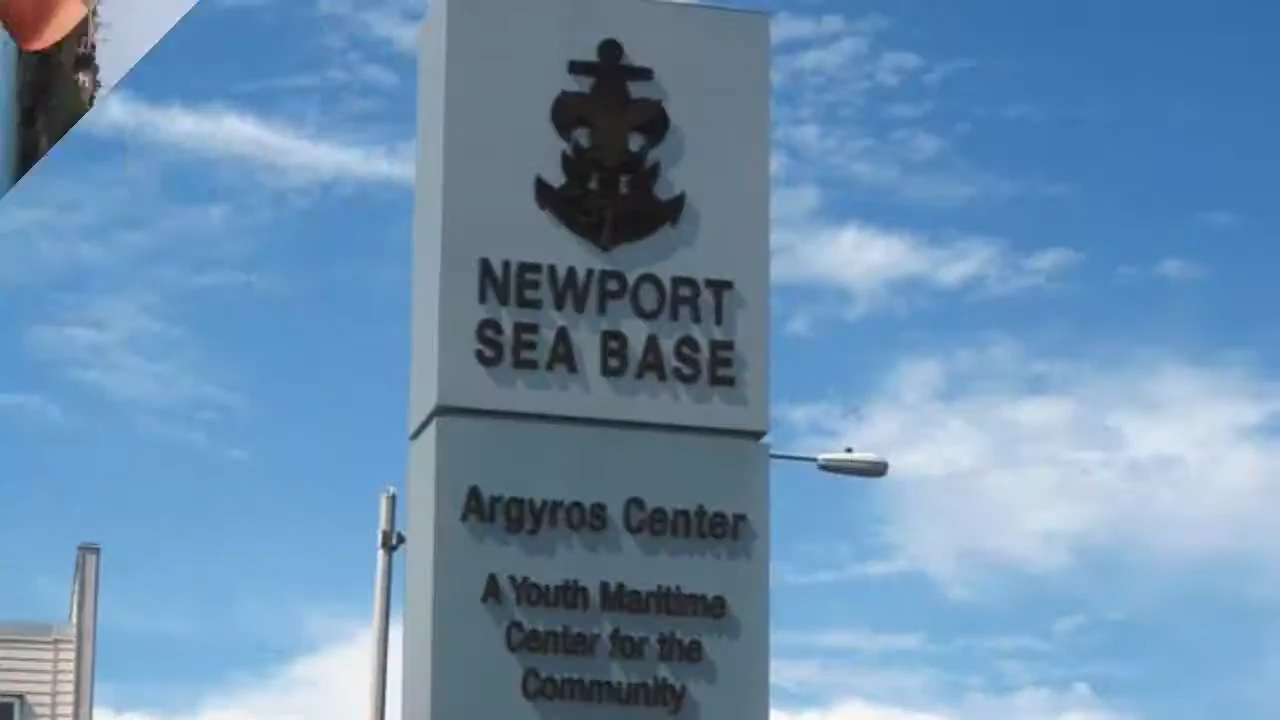 NEWPORT
SEA BASE
Argyros Center
A Youth Maritime
Center for the
Community